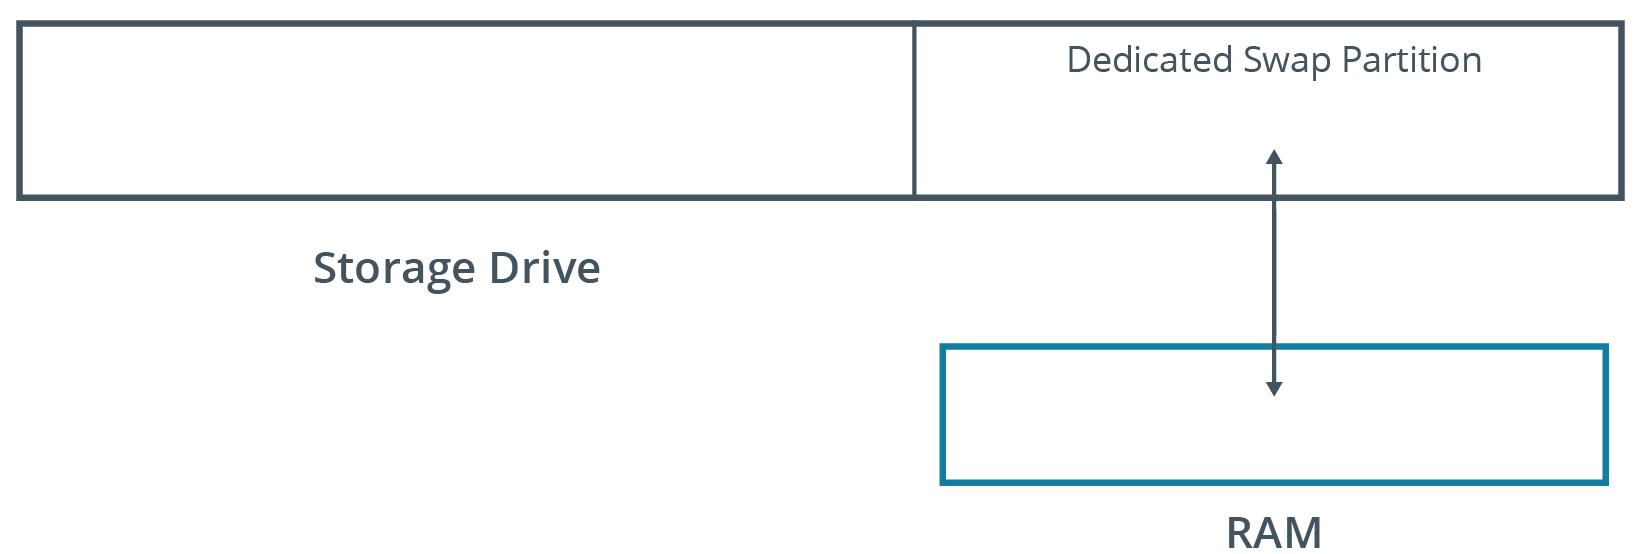 Dedicated Swap Partition
Storage Drive
RAM